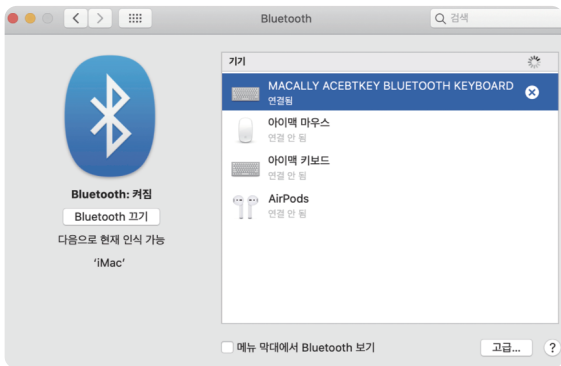 Bluetooth
검색
Bluetooth: 켜짐
Bluetooth 끄기
다음으로 현재 인식 가능
‘iMac’
기기
MACALLY ACEBTKEY BLUETOOTH KEYBOARD
연결됨
아이맥 마우스
연결 안 됨
아이맥 키보드
연결 안 됨
AirPods
연결 안 됨
메뉴 막대에서 Bluetooth 보기
고급...
?